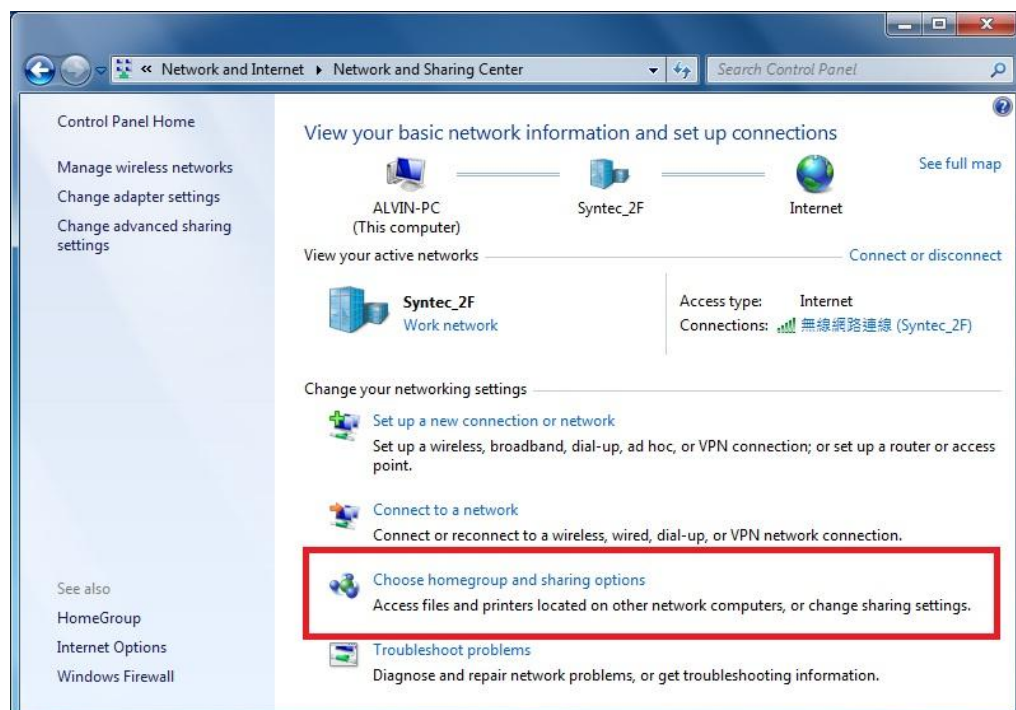 « Network and Internet ▸ Network and Sharing Center
Search Control Panel
Control Panel Home
Manage wireless networks
Change adapter settings
Change advanced sharing
settings
See also
HomeGroup
Internet Options
Windows Firewall
View your basic network information and set up connections
See full map
ALVIN-PC
(This computer)
Syntec_2F
Internet
View your active networks
Connect or disconnect
Syntec_2F
Work network
Access type: Internet
Connections: 無線網路連線 (Syntec_2F)
Change your networking settings
Set up a new connection or network
Set up a wireless, broadband, dial-up, ad hoc, or VPN connection; or set up a router or access
point.
Connect to a network
Connect or reconnect to a wireless, wired, dial-up, or VPN network connection.
Choose homegroup and sharing options
Access files and printers located on other network computers, or change sharing settings.
Troubleshoot problems
Diagnose and repair network problems, or get troubleshooting information.